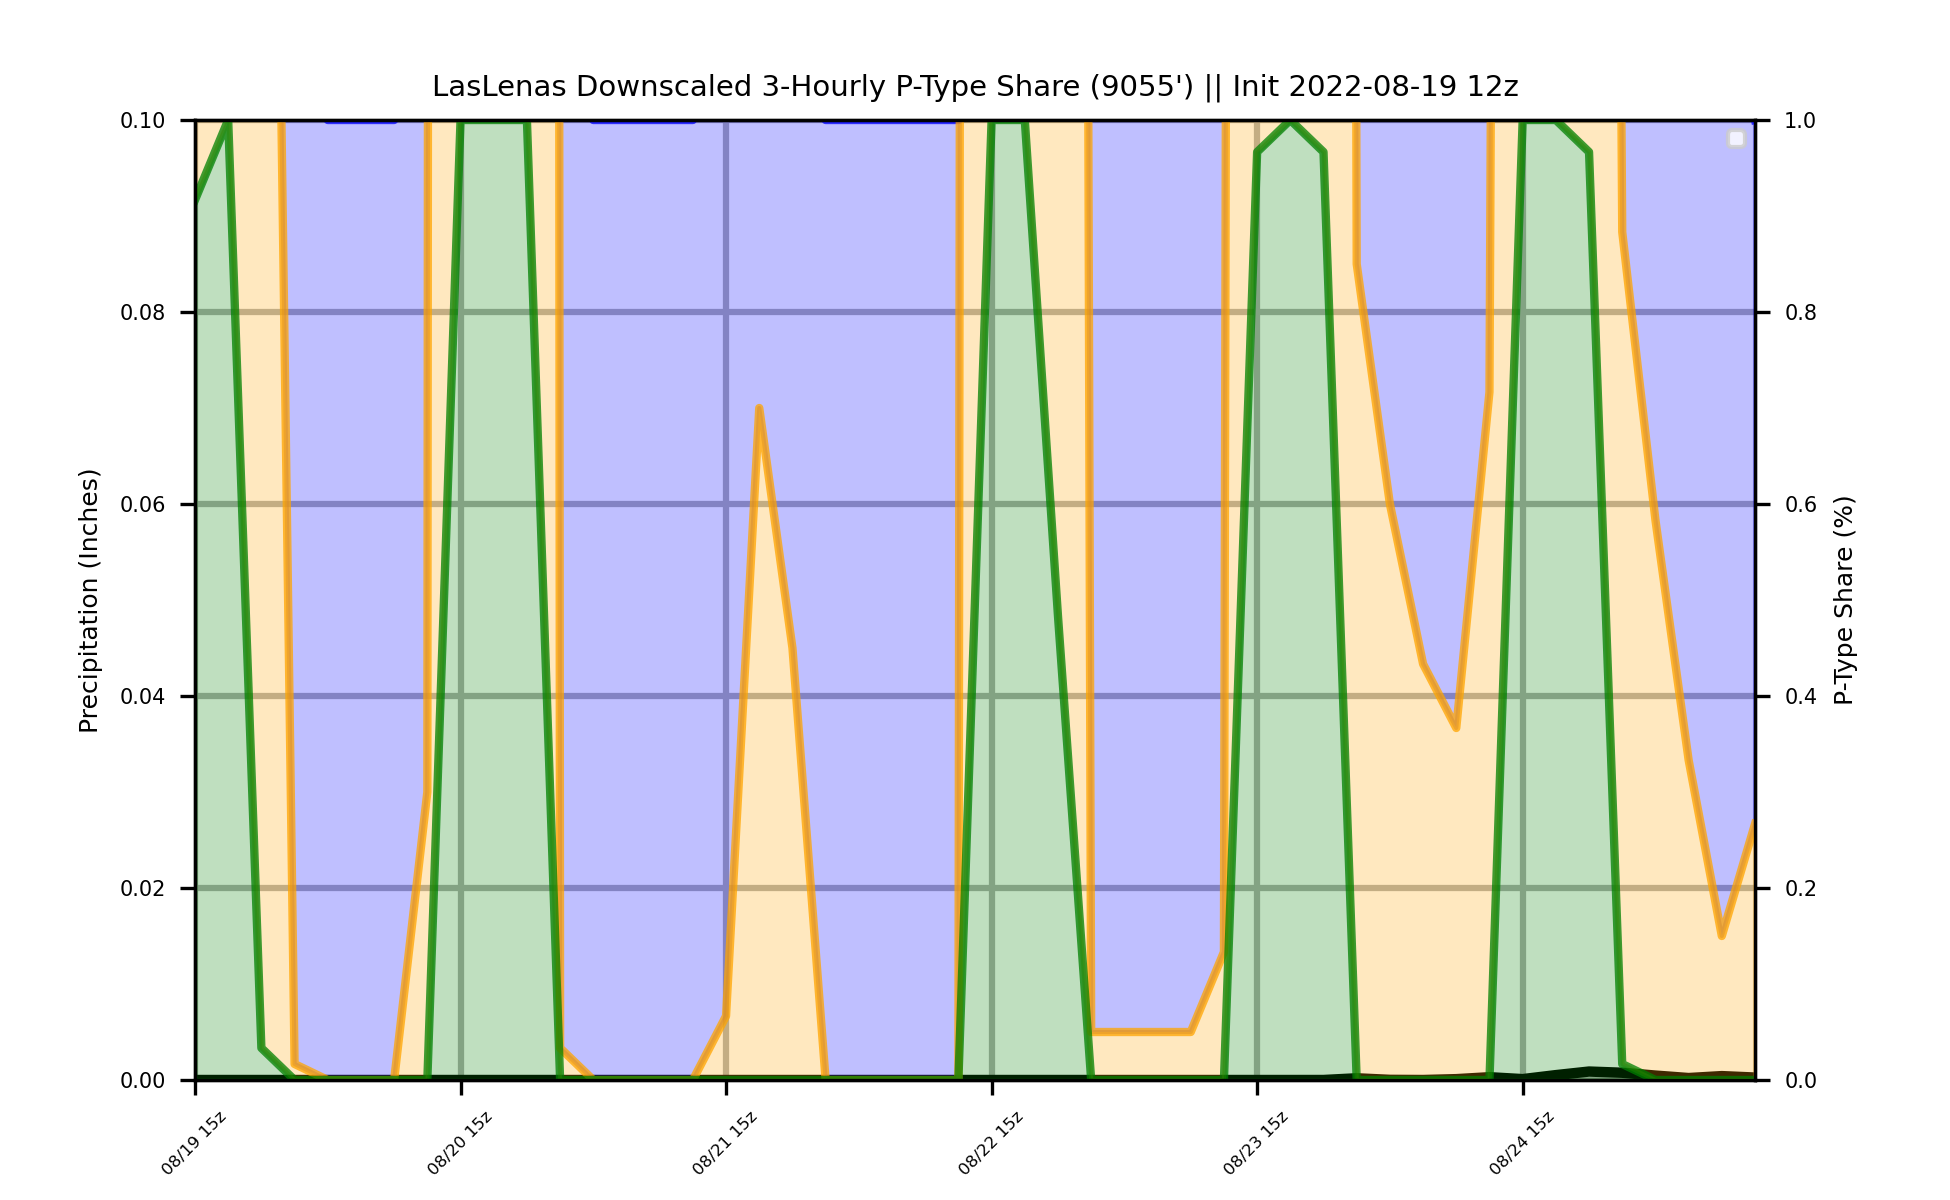 LasLenas Downscaled 3-Hourly P-Type Share (9055') || Init 2022-08-19 12z
0.10
0.08
0.06
0.04
0.02
0.00
Precipitation (Inches)
1.0
0.8
0.6
0.4
0.2
0.0
P-Type Share (%)
08/19 15z
08/20 15z
08/21 15z
08/22 15z
08/23 15z
08/24 15z